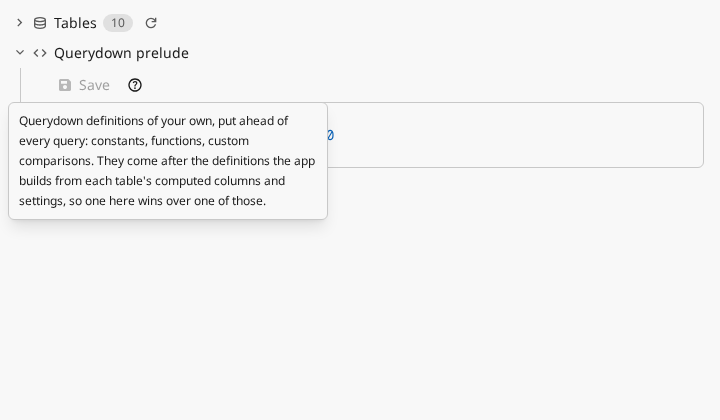 Tables 10
Querydown prelude
Save
Querydown definitions of your own, put ahead of
every query: constants, functions, custom
comparisons. They come after the definitions the app
builds from each table's computed columns and
settings, so one here wins over one of those.